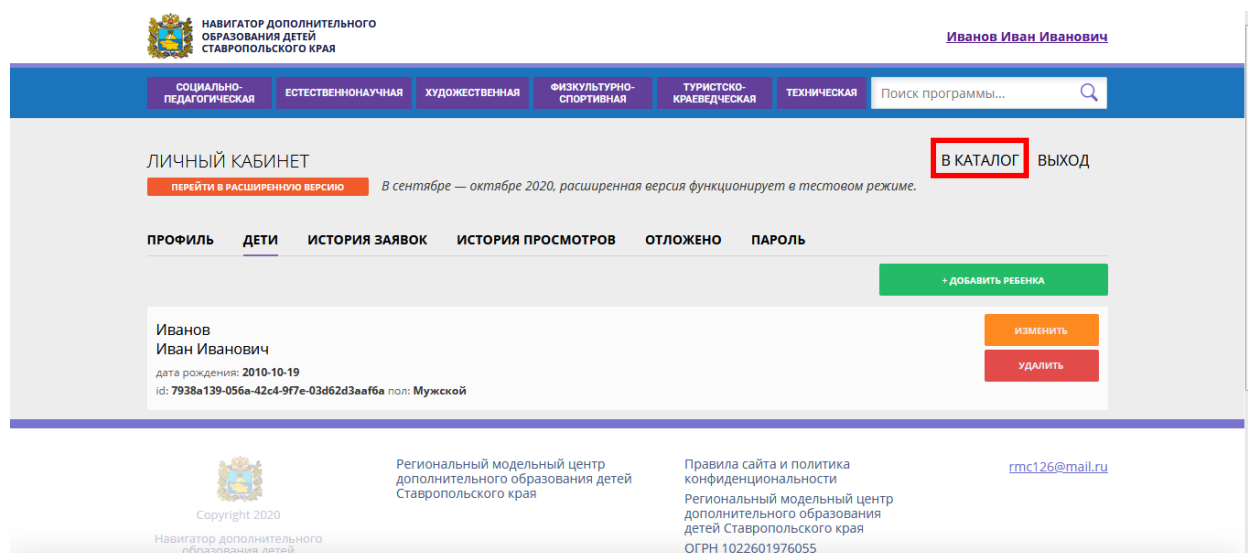 НАВИГАТОР ДОПОЛНИТЕЛЬНОГО
ОБРАЗОВАНИЯ ДЕТЕЙ
СТАВРОПОЛЬСКОГО КРАЯ
Иванов Иван Иванович
СОЦИАЛЬНО-
ПЕДАГОГИЧЕСКАЯ
ЕСТЕСТВЕННОНАУЧНАЯ
ХУДОЖЕСТВЕННАЯ
ФИЗКУЛЬТУРНО-
СПОРТИВНАЯ
ТУРИСТСКО-
КРАЕВЕДЧЕСКАЯ
ТЕХНИЧЕСКАЯ
Поиск программы...
ЛИЧНЫЙ КАБИНЕТ
В КАТАЛОГ ВЫХОД
ПЕРЕЙТИ В РАСШИРЕННУЮ ВЕРСИЮ
В сентябре — октябре 2020, расширенная версия функционирует в тестовом режиме.
ПРОФИЛЬ ДЕТИ ИСТОРИЯ ЗАЯВОК ИСТОРИЯ ПРОСМОТРОВ ОТЛОЖЕНО ПАРОЛЬ
+ ДОБАВИТЬ РЕБЕНКА
Иванов
Иван Иванович
дата рождения: 2010-10-19
id: 7938a139-056a-42c4-9f7e-03d62d3aaf6a пол: Мужской
ИЗМЕНИТЬ
УДАЛИТЬ
Copyright 2020
Навигатор дополнительного
образования детей
Региональный модельный центр
дополнительного образования детей
Ставропольского края
Правила сайта и политика
конфиденциональности
Региональный модельный центр
дополнительного образования
детей Ставропольского края
ОГРН 1022601976055
rmc126@mail.ru